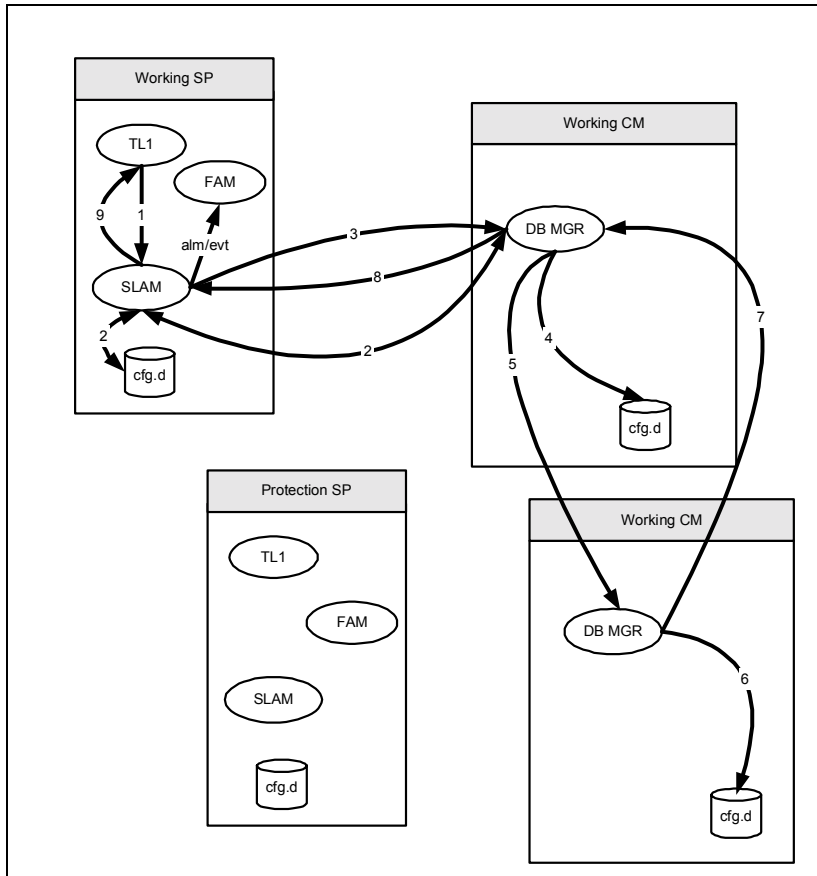 Working SP
TL1
FAM
9
1
alm/evt
SLAM
2
cfg.d
3
8
2
Working CM
DB MGR
5
4
7
cfg.d
Protection SP
TL1
FAM
SLAM
cfg.d
Working CM
DB MGR
6
cfg.d